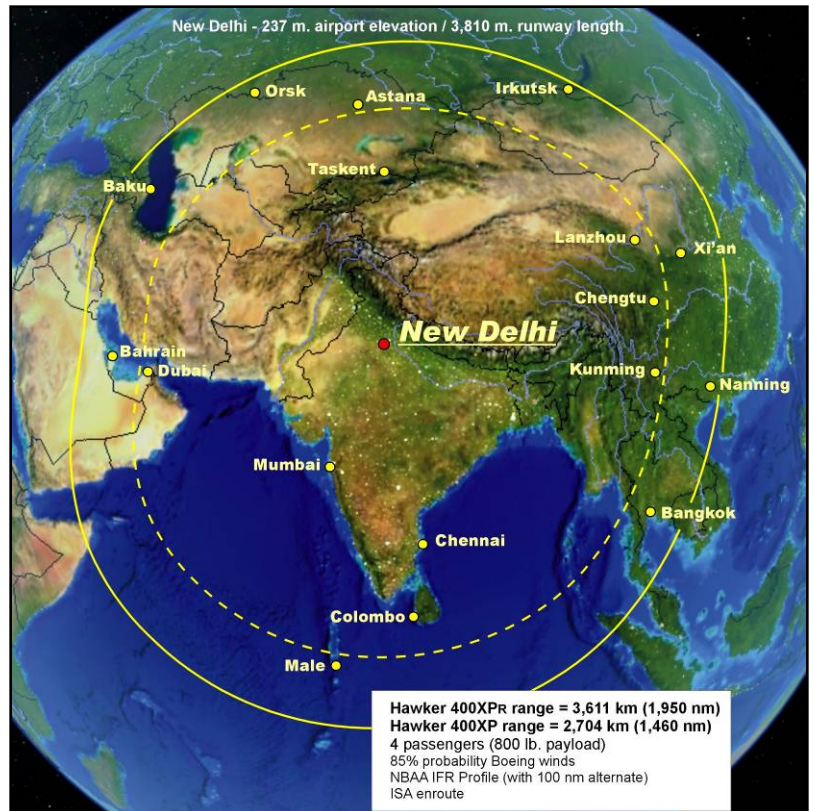 New Delhi - 237 m. airport elevation / 3,810 m. runway length
Orsk
Astana
Irkutsk
Taskent
Baku
Lanzhou
Xi'an
Chengtu
New Delhi
Bahrain
Dubai
Kunming
Nanning
Mumbai
Bangkok
Chennai
Colombo
Male
Hawker 400XPR range = 3,611 km (1,950 nm)
Hawker 400XP range = 2,704 km (1,460 nm)
4 passengers (800 lb. payload)
85% probability Boeing winds
NBAA IFR Profile (with 100 nm alternate)
ISA enroute